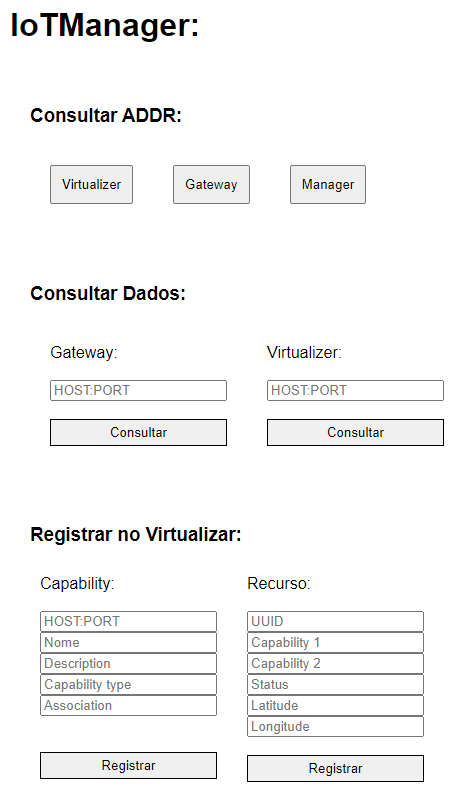 IoTManager:
Consultar ADDR:
Virtualizer Gateway Manager
Consultar Dados:
Gateway: Virtualizer:
HOST:PORT HOST:PORT
Consultar Consultar
Registrar no Virtualizar:
Capability:
HOST:PORT
Nome
Description
Capability type
Association
Registrar
Recurso:
UUID
Capability 1
Capability 2
Status
Latitude
Longitude
Registrar